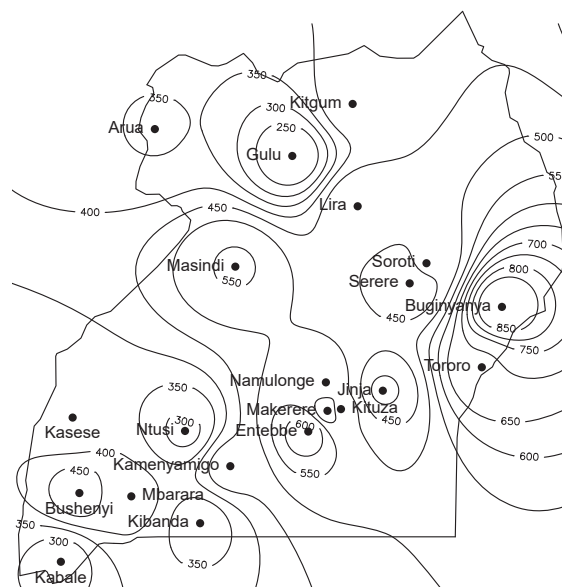 350
350
Kitgum
300
Arua
250
500
Gulu
55
450
Lira
400
700
Masindi
Soroti
800
550
Serere
Buginyanya
450
850
750
Tororo
Namulonge
350
Jinja
Makerere
Kituza
Kasese
Ntusi
300
Entebbe
600
450
650
400
600
Kamenyamigo
450
550
Bushenyi
Mbarara
350
Kibanda
300
350
Kabale